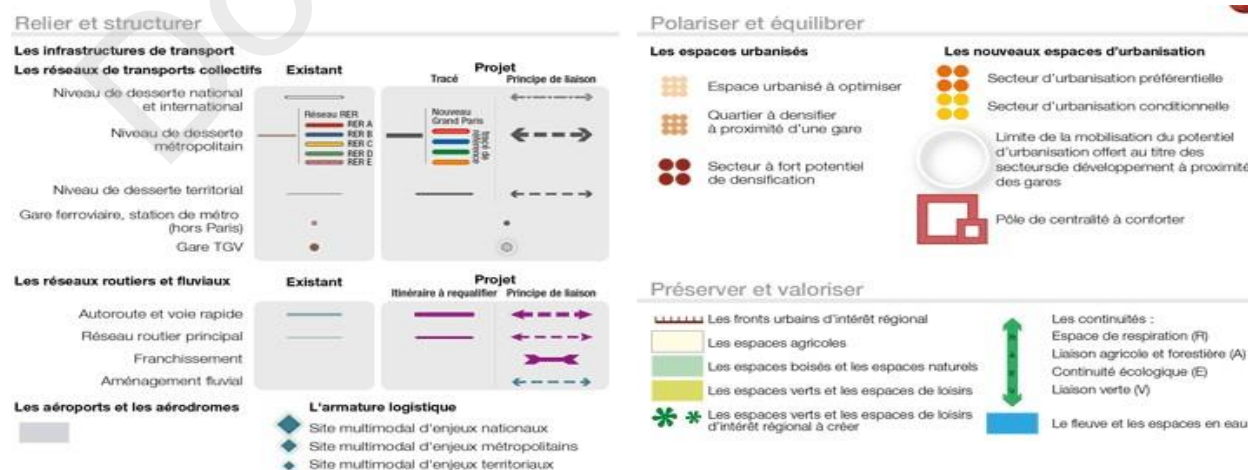 Relier et structurer
Les infrastructures de transport
Les réseaux de transports collectifs
Existant
Projet
Tracé
Principe de liaison
Niveau de desserte national
et international
Niveau de desserte
métropolitain
Réseau RER
RER A
RER B
RER C
RER D
RER E
Nouveau
Grand Paris
tracé de
référence
Niveau de desserte territorial
Gare ferroviaire, station de métro
(hors Paris)
Gare TGV
Les réseaux routiers et fluviaux
Existant
Projet
Itinéraire à requalifier
Principe de liaison
Autoroute et voie rapide
Réseau routier principal
Franchissement
Aménagement fluvial
Les aéroports et les aérodromes
L'armature logistique
Site multimodal d'enjeux nationaux
Site multimodal d'enjeux métropolitains
Site multimodal d'enjeux territoriaux
Polariser et équilibrer
Les espaces urbanisés
Espace urbanisé à optimiser
Quartier à densifier
à proximité d'une gare
Secteur à fort potentiel
de densification
Les nouveaux espaces d'urbanisation
Secteur d'urbanisation préférentielle
Secteur d'urbanisation conditionnelle
Limite de la mobilisation du potentiel
d'urbanisation offert au titre des
secteursde développement à proximité
des gares
Pôle de centralité à conforter
Préserver et valoriser
Les fronts urbains d'intérêt régional
Les espaces agricoles
Les espaces boisés et les espaces naturels
Les espaces verts et les espaces de loisirs
Les espaces verts et les espaces de loisirs
d'intérêt régional à créer
Les continuités :
Espace de respiration (R)
Liaison agricole et forestière (A)
Continuité écologique (E)
Liaison verte (V)
Le fleuve et les espaces en eau